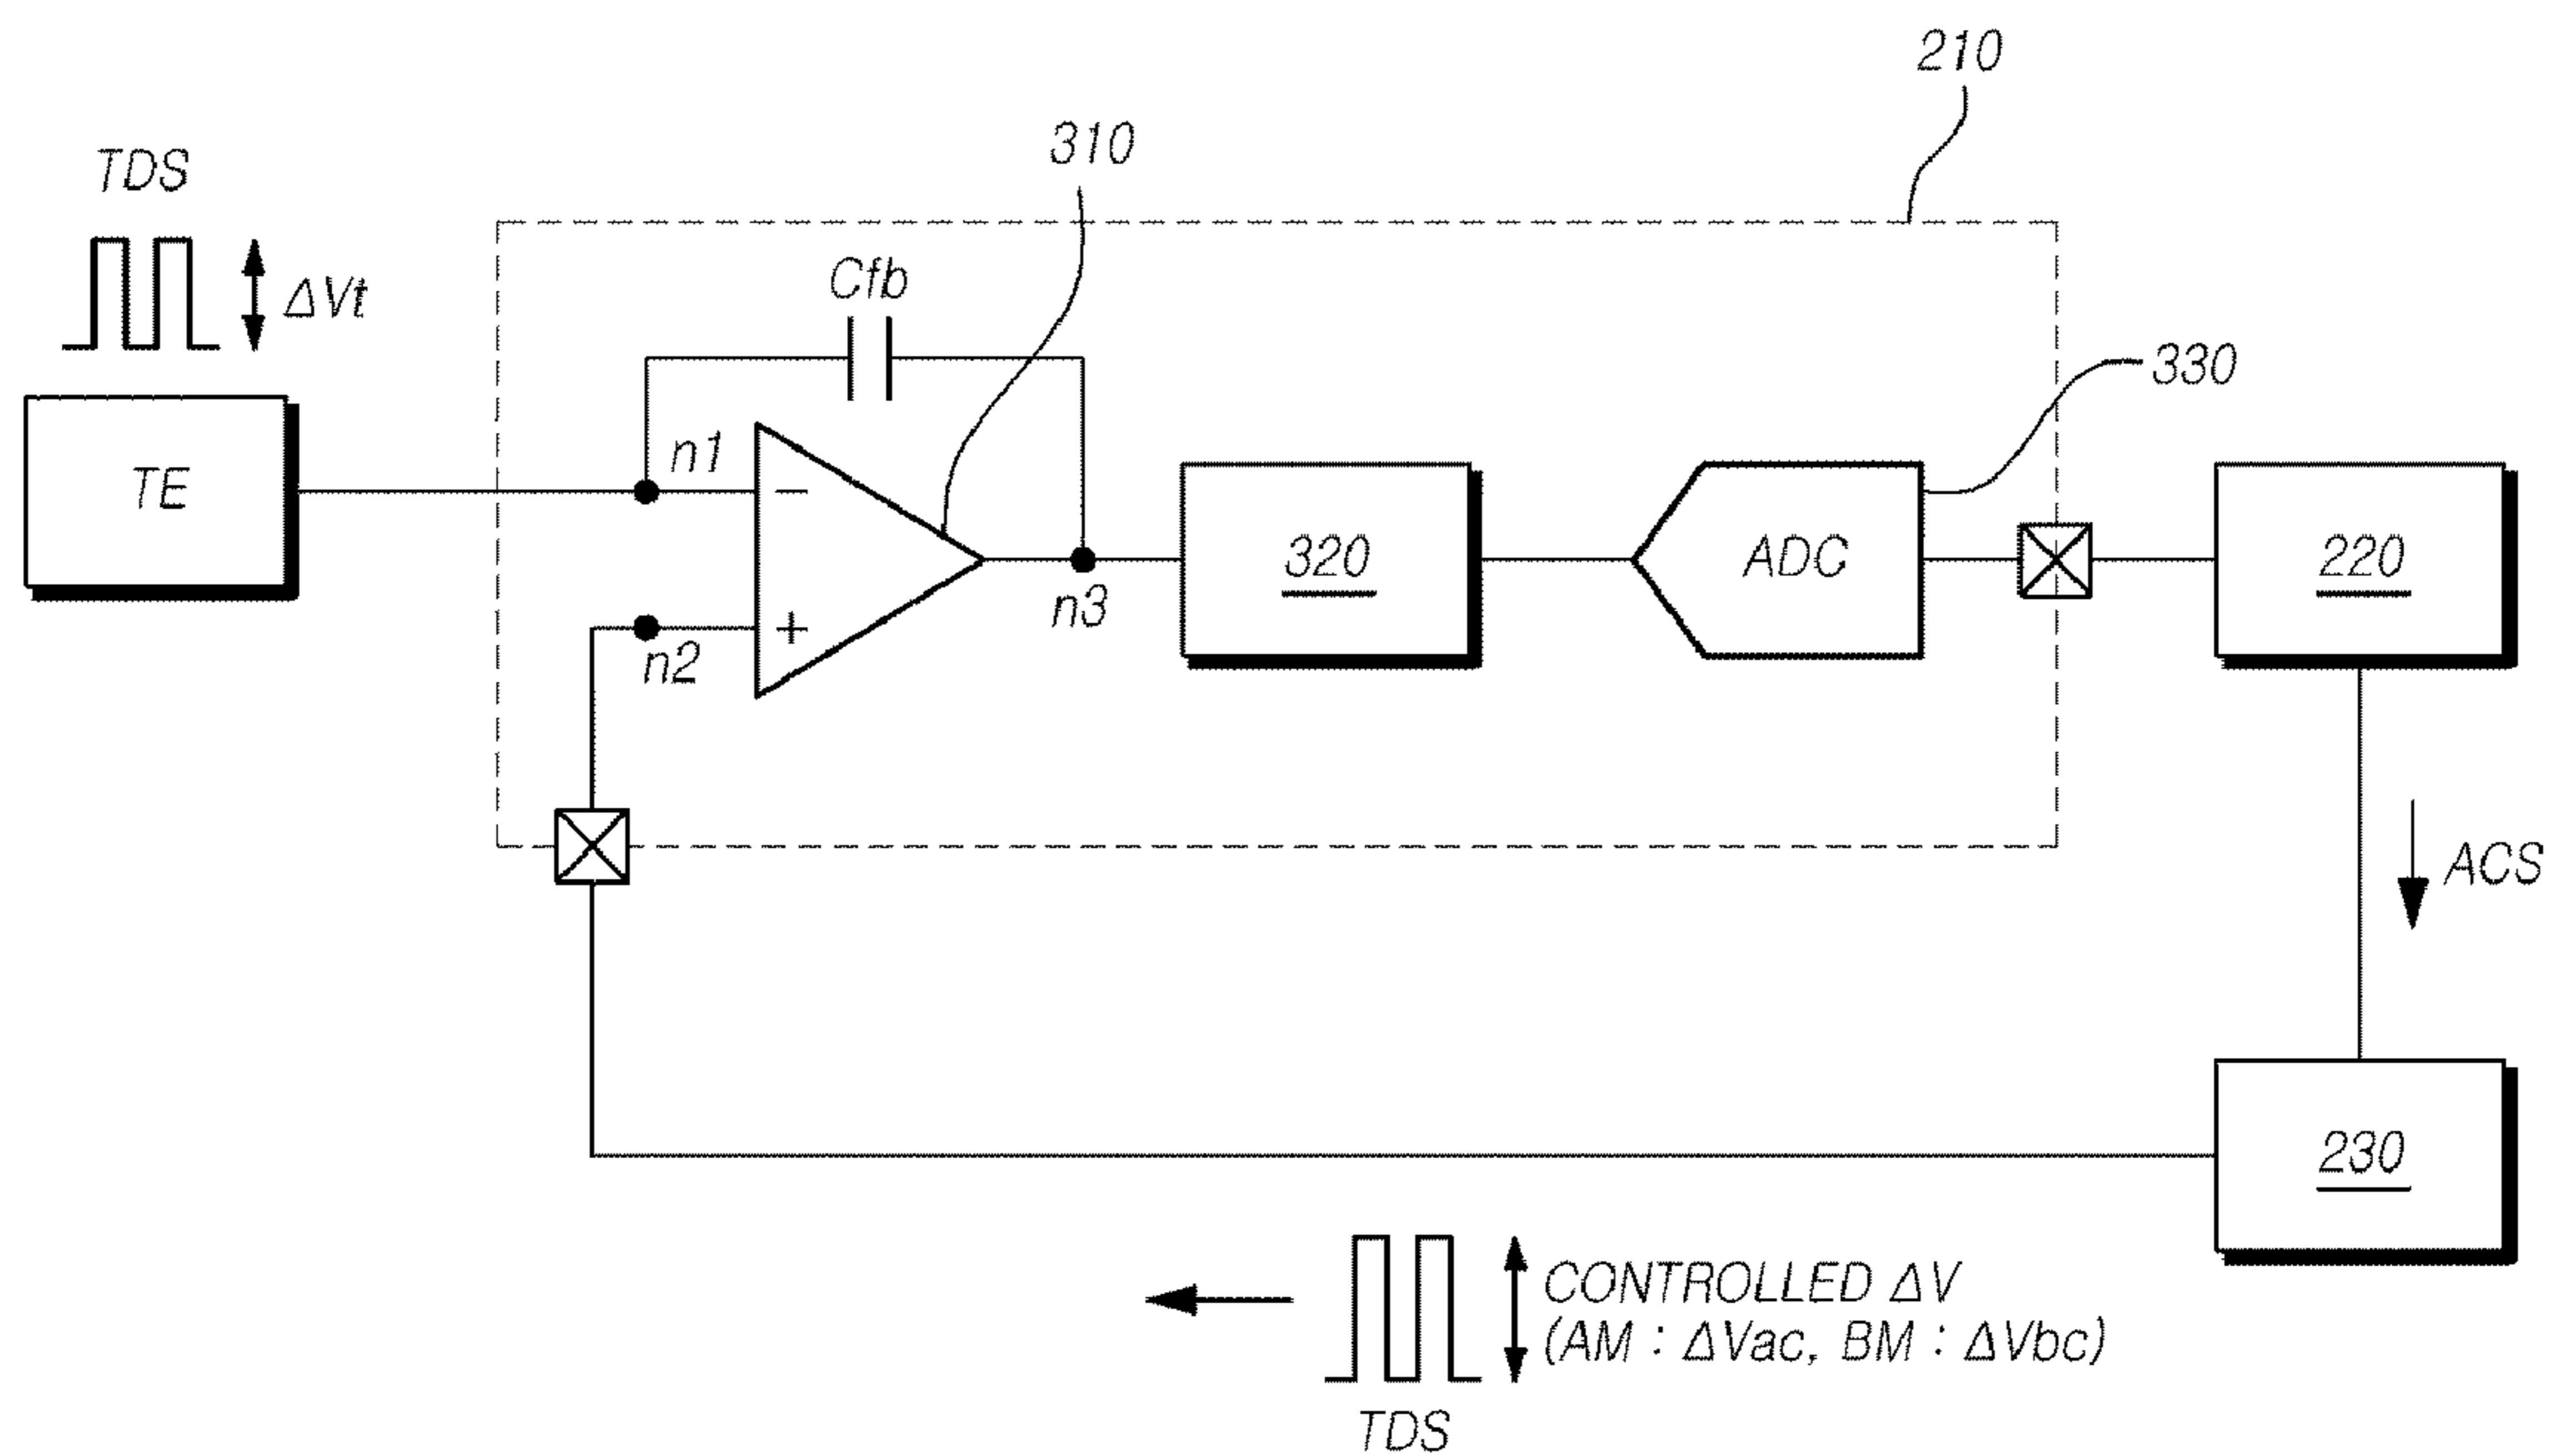 210
310
TDS
ΔVt
Cfb
330
n1
TE
−
ADC
320
220
n3
+
n2
ACS
230
CONTROLLED ΔV
(AM : ΔVac, BM : ΔVbc)
TDS